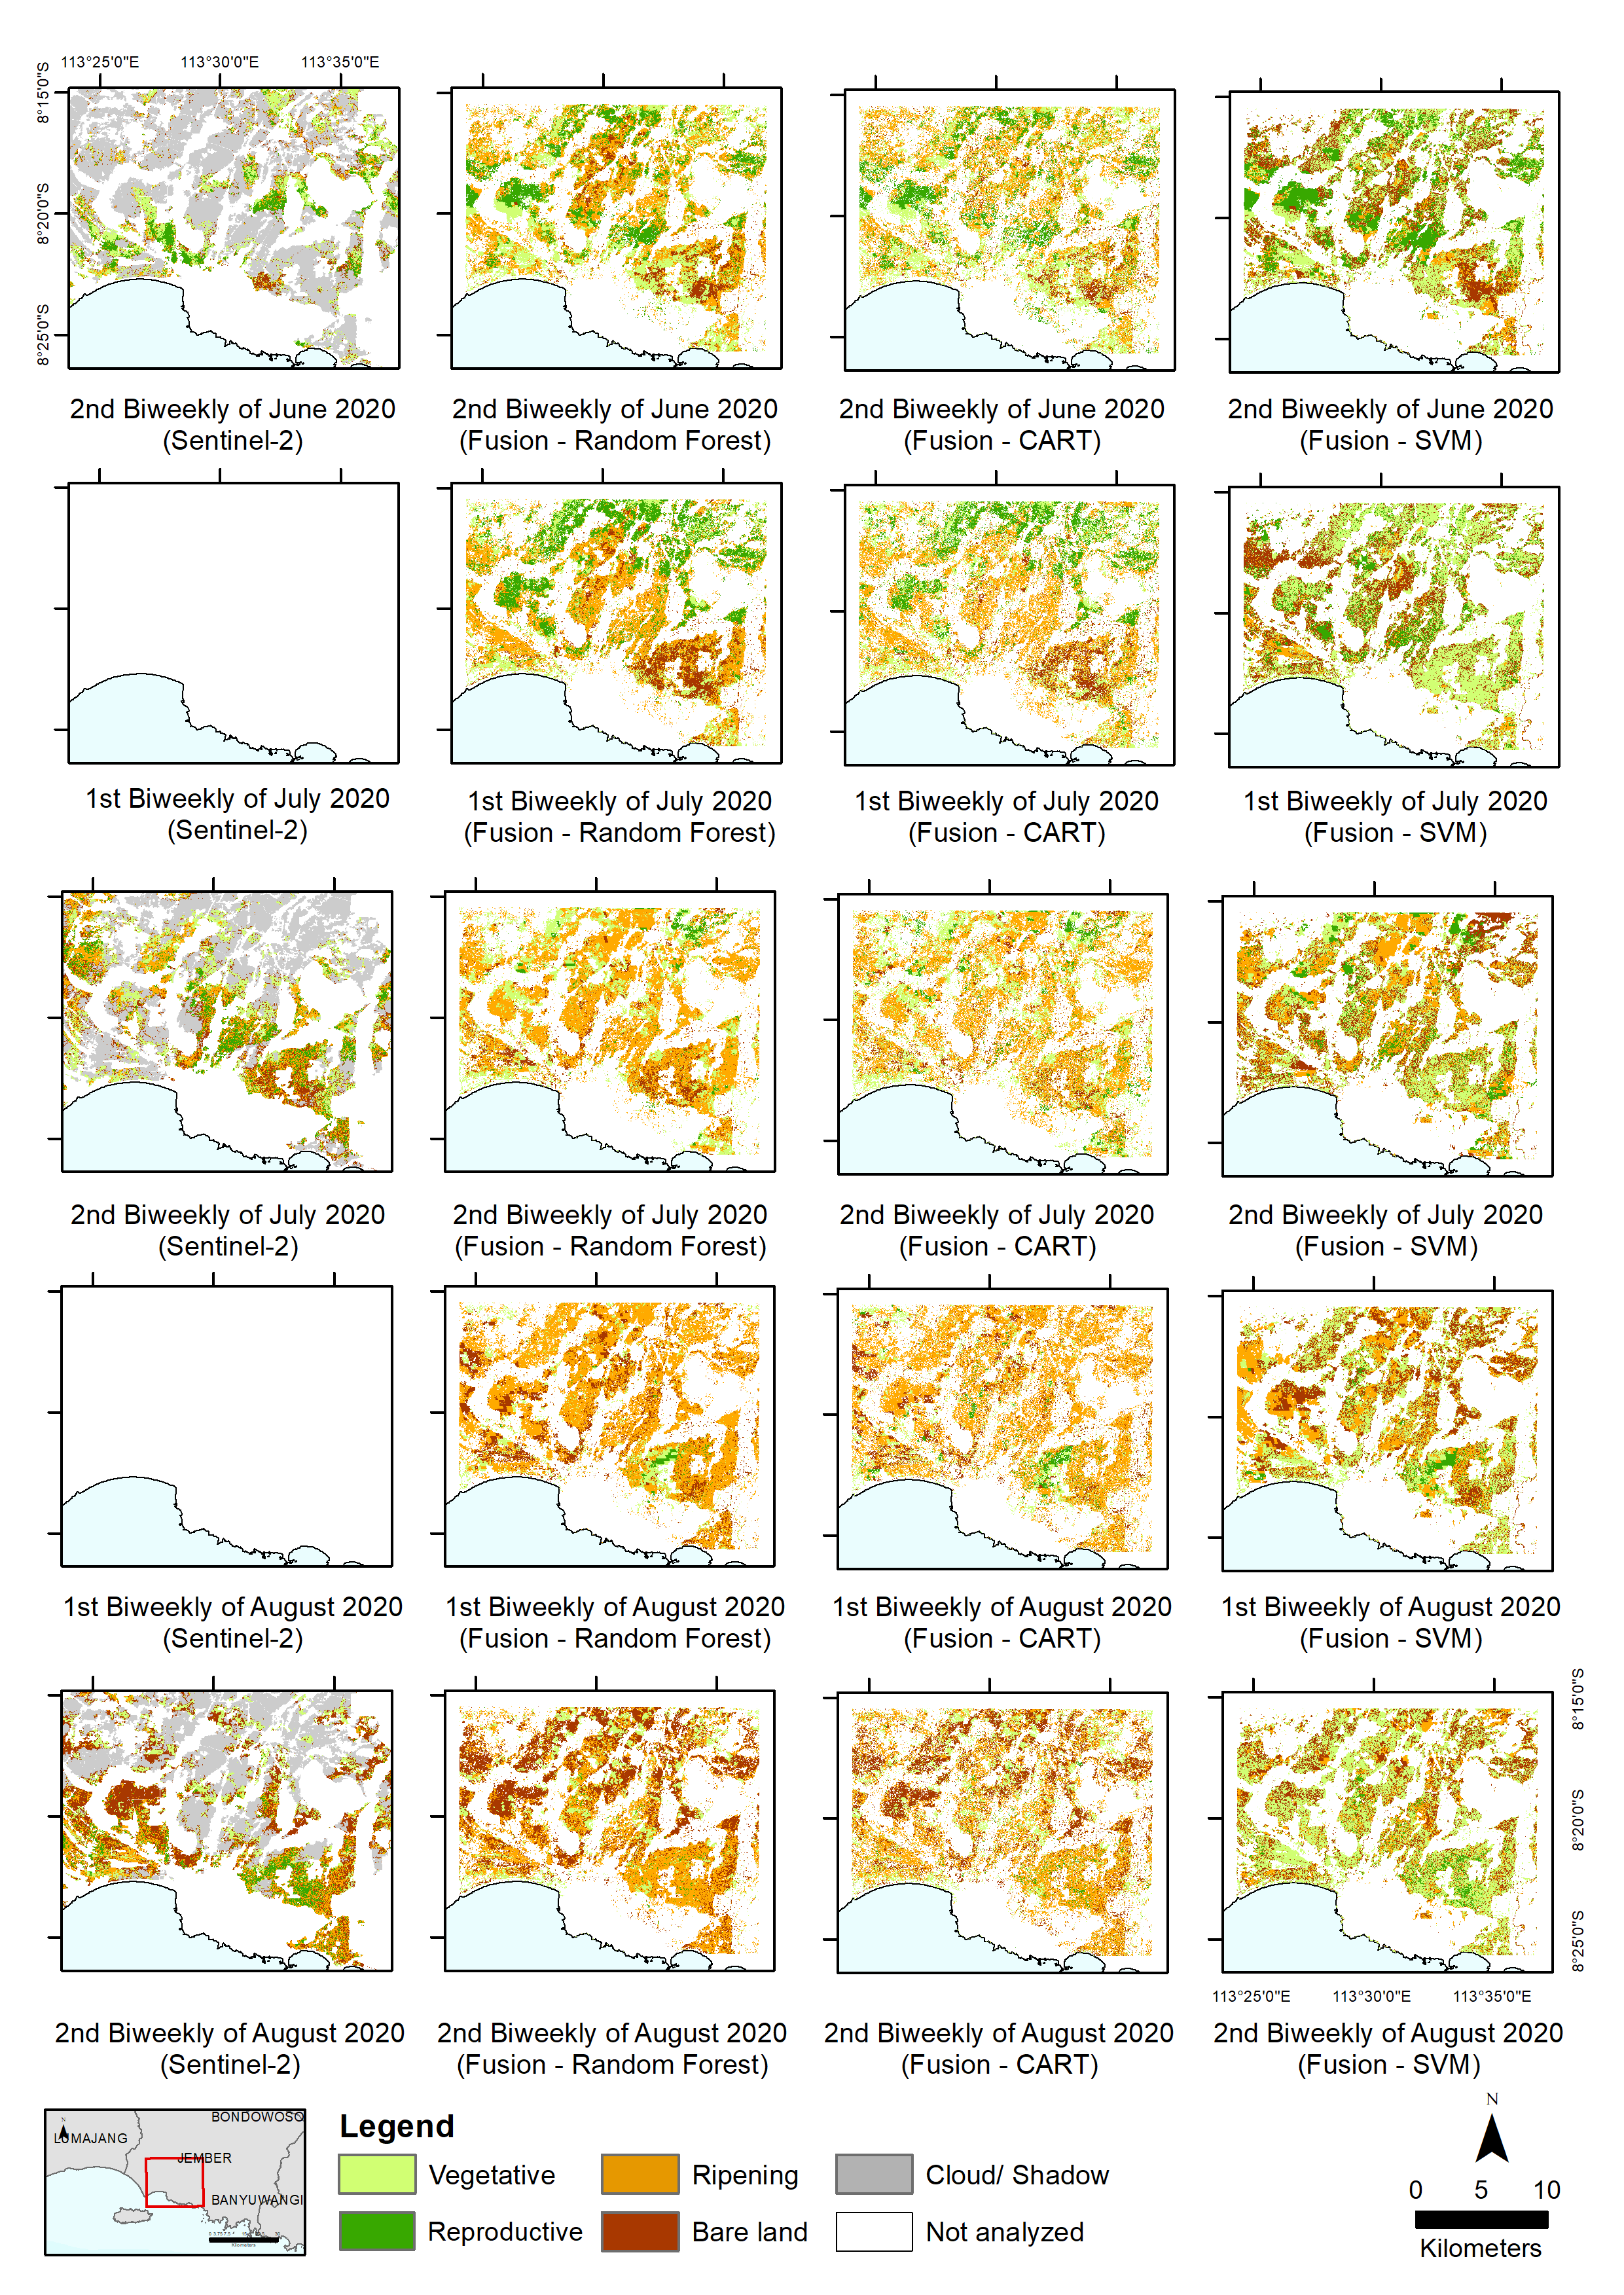 113°25'0"E 113°30'0"E 113°35'0"E
8°15'0"S
8°20'0"S
8°25'0"S
2nd Biweekly of June 2020
(Sentinel-2)
2nd Biweekly of June 2020
(Fusion - Random Forest)
2nd Biweekly of June 2020
(Fusion - CART)
2nd Biweekly of June 2020
(Fusion - SVM)
1st Biweekly of July 2020
(Sentinel-2)
1st Biweekly of July 2020
(Fusion - Random Forest)
1st Biweekly of July 2020
(Fusion - CART)
1st Biweekly of July 2020
(Fusion - SVM)
2nd Biweekly of July 2020
(Sentinel-2)
2nd Biweekly of July 2020
(Fusion - Random Forest)
2nd Biweekly of July 2020
(Fusion - CART)
2nd Biweekly of July 2020
(Fusion - SVM)
1st Biweekly of August 2020
(Sentinel-2)
1st Biweekly of August 2020
(Fusion - Random Forest)
1st Biweekly of August 2020
(Fusion - CART)
1st Biweekly of August 2020
(Fusion - SVM)
8°15'0"S
8°20'0"S
8°25'0"S
113°25'0"E 113°30'0"E 113°35'0"E
2nd Biweekly of August 2020
(Sentinel-2)
2nd Biweekly of August 2020
(Fusion - Random Forest)
2nd Biweekly of August 2020
(Fusion - CART)
2nd Biweekly of August 2020
(Fusion - SVM)
N
BONDOWOSO
LUMAJANG
JEMBER
BANYUWANGI
Kilometers
Legend
Vegetative
Ripening
Cloud/ Shadow
Reproductive
Bare land
Not analyzed
N
0 5 10
Kilometers